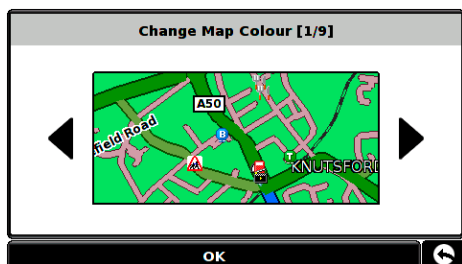 Change Map Colour [1/9]
A50
field Road
B
T
KNUTSFORD
OK